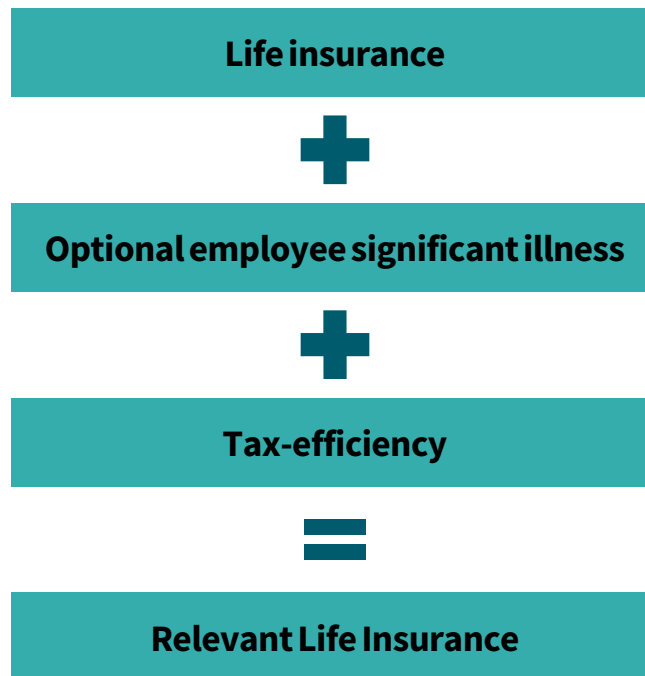 Life insurance
+
Optional employee significant illness
+
Tax-efficiency
=
Relevant Life Insurance